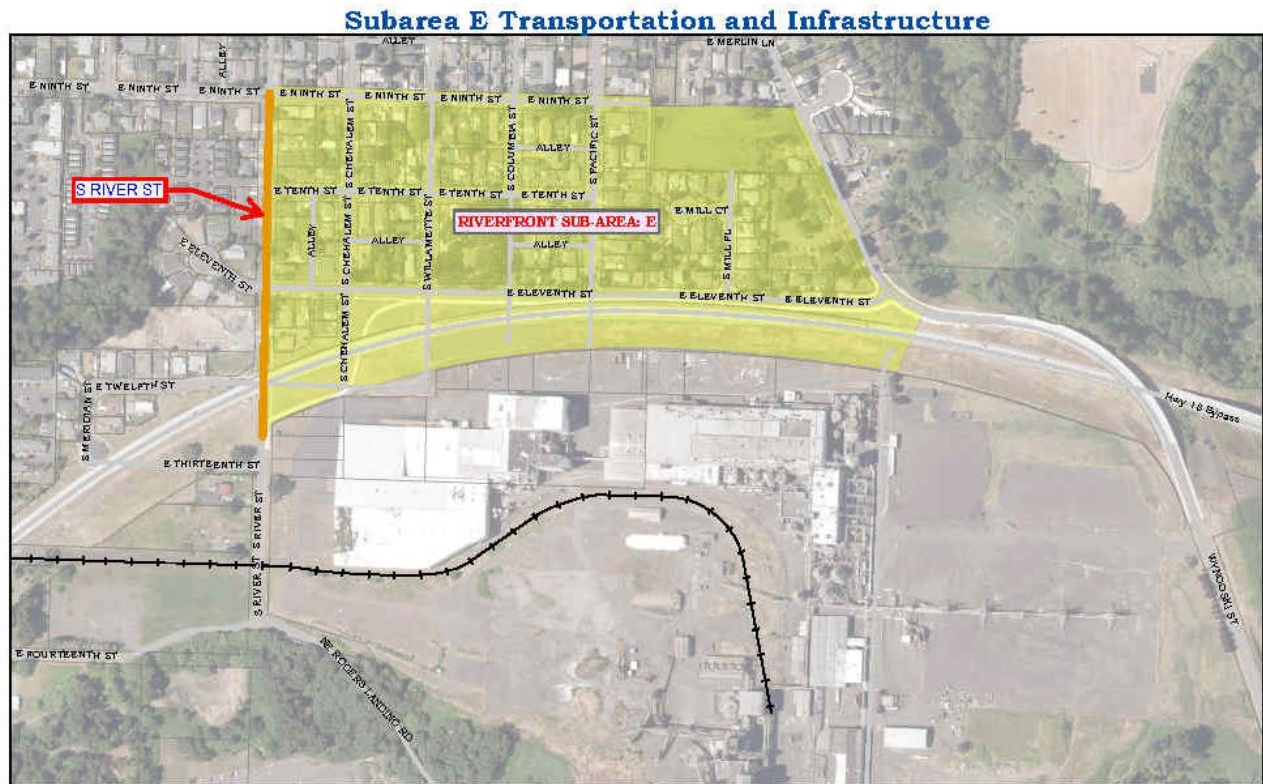 Subarea E Transportation and Infrastructure
ALLEY
E MERLIN LN
ALLEY
E NINTH ST
E NINTH ST
E NINTH ST
E NINTH ST
E NINTH ST
E NINTH ST
E NINTH ST
S CHEHALEM ST
S COLUMBIA ST
S PACIFIC ST
ALLEY
S RIVER ST
E TENTH ST
E TENTH ST
E TENTH ST
E TENTH ST
S WILLAMETTE ST
RIVERFRONT SUB-AREA: E
E MILL CT
S MILL PL
ALLEY
S CHEHALEM ST
ALLEY
ALLEY
E ELEVENTH ST
E ELEVENTH ST
E ELEVENTH ST
E ELEVENTH ST
S CHEHALEM ST
E TWELFTH ST
S MERIDIAN ST
Hwy 18 Bypass
E THIRTEENTH ST
S RIVER ST
S RIVER ST
WYNOOSKI ST
E FOURTEENTH ST
NE ROGERS LANDING RD